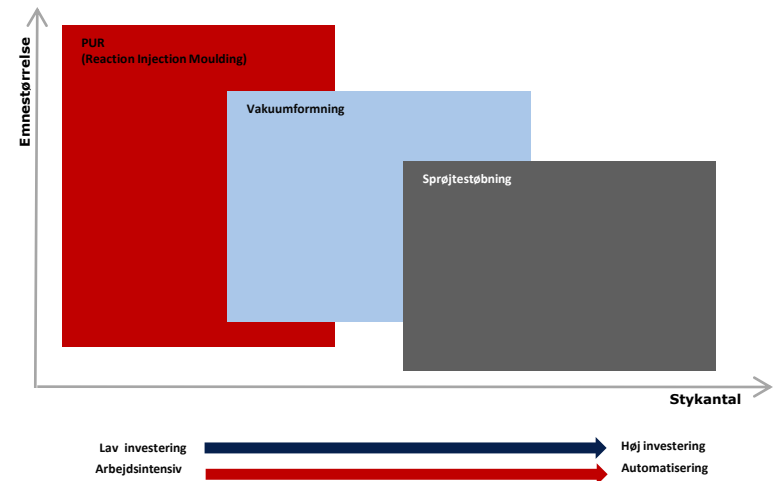 Emnestørrelse
PUR
(Reaction Injection Moulding)
Vakuumformning
Sprøjtestøbning
Stykantal
Lav investering
Høj investering
Arbejdsintensiv
Automatisering